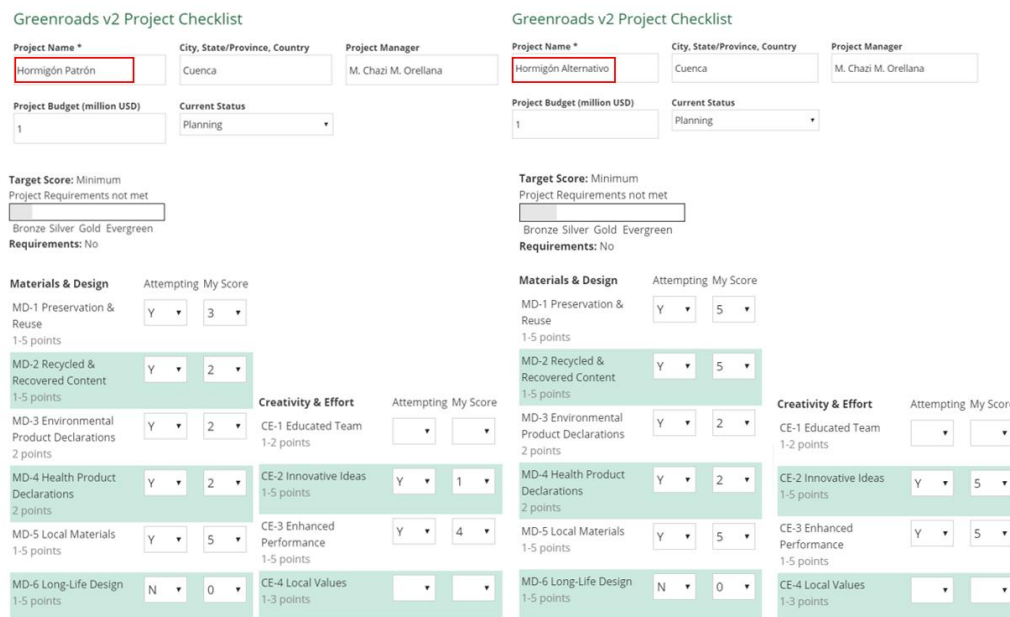 Greenroads v2 Project Checklist
Project Name *
City, State/Province, Country
Project Manager
Hormigón Patrón
Cuenca
M. Chazi M. Orellana
Project Budget (million USD)
Current Status
1
Planning
Target Score: Minimum
Project Requirements not met
Bronze Silver Gold Evergreen
Requirements: No
Materials & Design Attempting My Score
MD-1 Preservation &
Reuse
1-5 points
Y 3
MD-2 Recycled &
Recovered Content
1-5 points
Y 2
MD-3 Environmental
Product Declarations
2 points
Y 2
MD-4 Health Product
Declarations
2 points
Y 2
MD-5 Local Materials
1-5 points
Y 5
MD-6 Long-Life Design
1-5 points
N 0
Creativity & Effort Attempting My Score
CE-1 Educated Team
1-2 points
CE-2 Innovative Ideas
1-5 points
Y 1
CE-3 Enhanced
Performance
1-5 points
Y 4
CE-4 Local Values
1-3 points
Greenroads v2 Project Checklist
Project Name *
City, State/Province, Country
Project Manager
Hormigón Alternativo
Cuenca
M. Chazi M. Orellana
Project Budget (million USD)
Current Status
1
Planning
Target Score: Minimum
Project Requirements not met
Bronze Silver Gold Evergreen
Requirements: No
Materials & Design Attempting My Score
MD-1 Preservation &
Reuse
1-5 points
Y 5
MD-2 Recycled &
Recovered Content
1-5 points
Y 5
MD-3 Environmental
Product Declarations
2 points
Y 2
MD-4 Health Product
Declarations
2 points
Y 2
MD-5 Local Materials
1-5 points
Y 5
MD-6 Long-Life Design
1-5 points
N 0
Creativity & Effort Attempting My Score
CE-1 Educated Team
1-2 points
CE-2 Innovative Ideas
1-5 points
Y 5
CE-3 Enhanced
Performance
1-5 points
Y 5
CE-4 Local Values
1-3 points